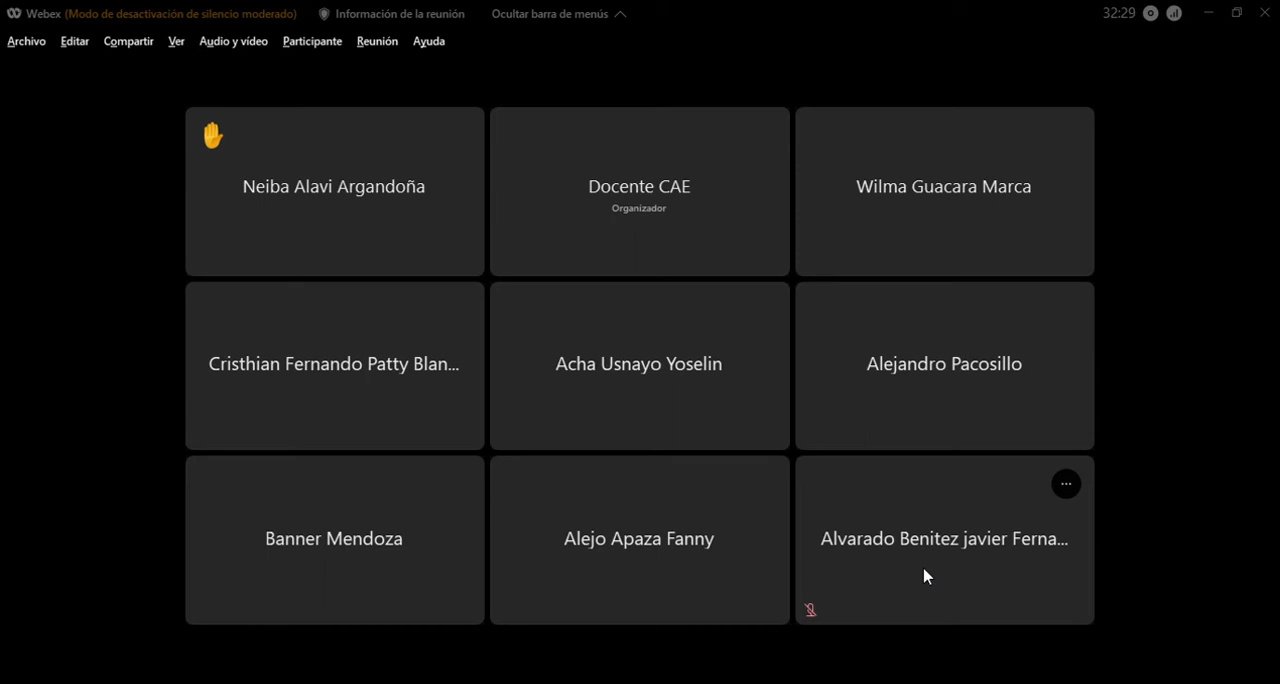 Webex (Modo de desactivación de silencio moderado) Información de la reunión Ocultar barra de menús 32:29
Archivo Editar Compartir Ver Audio y vídeo Participante Reunión Ayuda
Neiba Alavi Argandoña
Docente CAE
Organizador
Wilma Guacara Marca
Cristhian Fernando Patty Blan...
Acha Usnayo Yoselin
Alejandro Pacosillo
Banner Mendoza
Alejo Apaza Fanny
Alvarado Benitez javier Ferna...